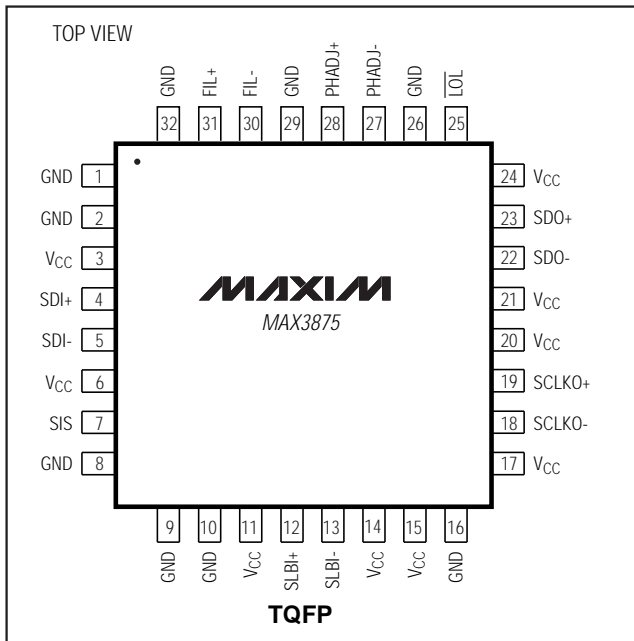 TOP VIEW
GND FIL+ FIL- GND PHADJ+ PHADJ- GND L̅O̅L̅
32 31 30 29 28 27 26 25
GND 1
GND 2
VCC 3
SDI+ 4
SDI- 5
VCC 6
SIS 7
GND 8
MAXIM
MAX3875
24 VCC
23 SDO+
22 SDO-
21 VCC
20 VCC
19 SCLKO+
18 SCLKO-
17 VCC
9 10 11 12 13 14 15 16
GND GND VCC SLBI+ SLBI- VCC VCC GND
TQFP